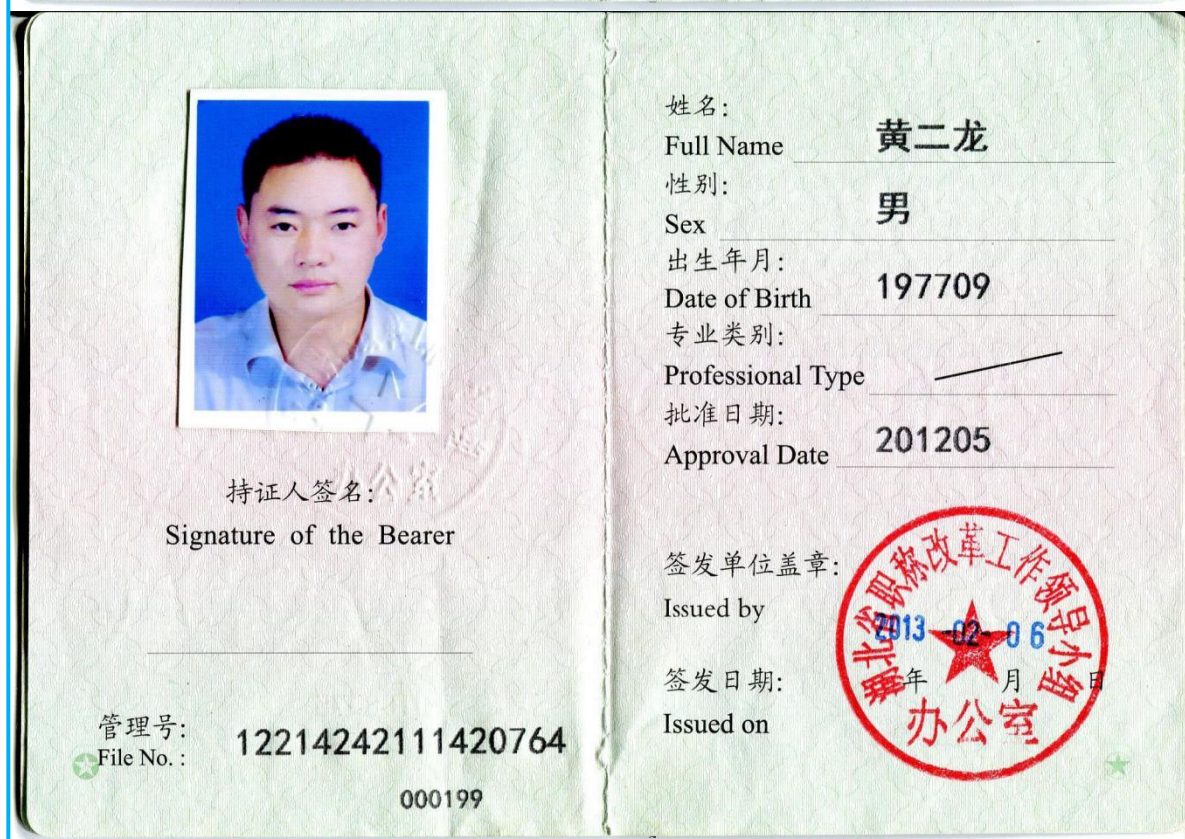 持证人签名:
Signature of the Bearer
管理号:
File No. :
12214242111420764
000199
姓名:
Full Name
黄二龙
性别:
Sex
男
出生年月:
Date of Birth
197709
专业类别:
Professional Type
批准日期:
Approval Date
201205
签发单位盖章:
Issued by
湖北省职称改革工作领导小组
办公室
2013 -02- 06
签发日期:
Issued on
年 月 日
办公室